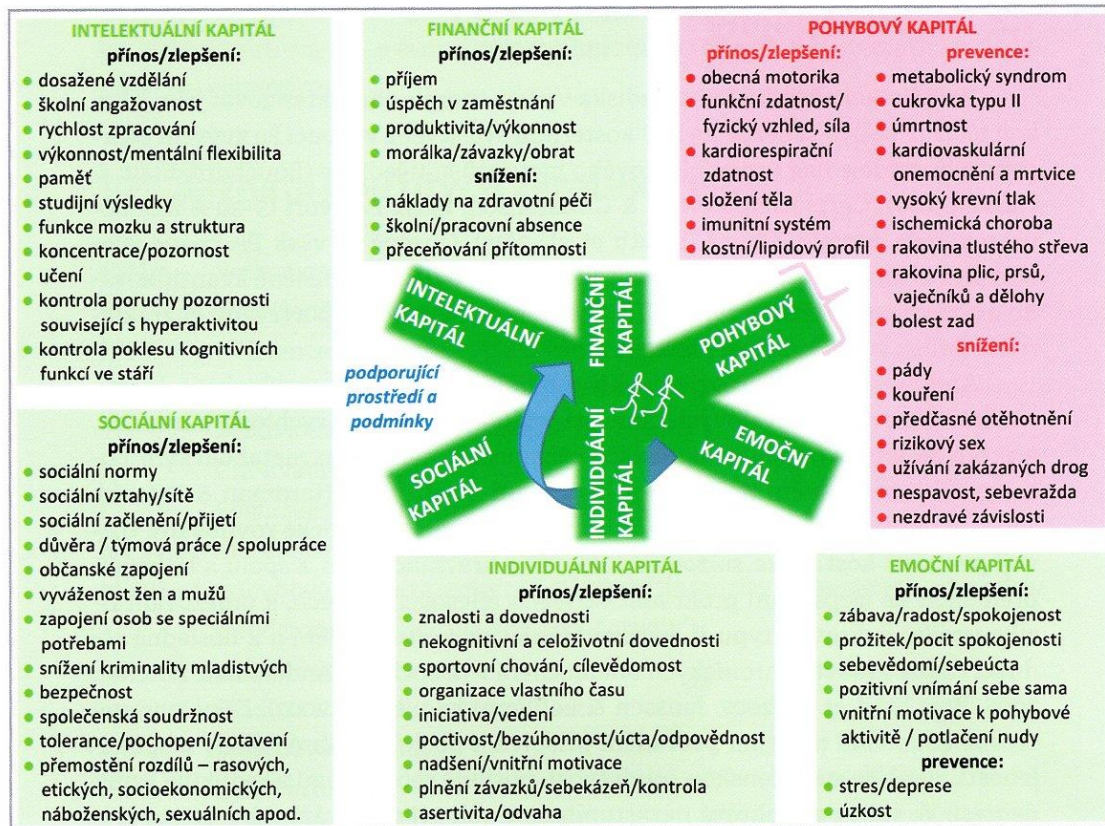 INTELEKTUÁLNÍ KAPITÁL
přínos/zlepšení:
● dosažené vzdělání
● školní angažovanost
● rychlost zpracování
● výkonnost/mentální flexibilita
● paměť
● studijní výsledky
● funkce mozku a struktura
● koncentrace/pozornost
● učení
● kontrola poruchy pozornosti
související s hyperaktivitou
● kontrola poklesu kognitivních
funkcí ve stáří
FINANČNÍ KAPITÁL
přínos/zlepšení:
● příjem
● úspěch v zaměstnání
● produktivita/výkonnost
● morálka/závazky/obrat
snížení:
● náklady na zdravotní péči
● školní/pracovní absence
● přeceňování přítomnosti
POHYBOVÝ KAPITÁL
přínos/zlepšení:
● obecná motorika
● funkční zdatnost/
fyzický vzhled, síla
● kardiorespirační
zdatnost
● složení těla
● imunitní systém
● kostní/lipidový profil
prevence:
● metabolický syndrom
● cukrovka typu II
● úmrtnost
● kardiovaskulární
onemocnění a mrtvice
● vysoký krevní tlak
● ischemická choroba
● rakovina tlustého střeva
● rakovina plic, prsů,
vaječníků a dělohy
● bolest zad
snížení:
● pády
● kouření
● předčasné otěhotnění
● rizikový sex
● užívání zakázaných drog
● nespavost, sebevražda
● nezdravé závislosti
INTELEKTUÁLNÍ
KAPITÁL
FINANČNÍ
KAPITÁL
POHYBOVÝ
KAPITÁL
podporující
prostředí a
podmínky
SOCIÁLNÍ
KAPITÁL
INDIVIDUÁLNÍ
KAPITÁL
EMOČNÍ
KAPITÁL
SOCIÁLNÍ KAPITÁL
přínos/zlepšení:
● sociální normy
● sociální vztahy/sítě
● sociální začlenění/přijetí
● důvěra / týmová práce / spolupráce
● občanské zapojení
● vyváženost žen a mužů
● zapojení osob se speciálními
potřebami
● snížení kriminality mladistvých
● bezpečnost
● společenská soudržnost
● tolerance/pochopení/zotavení
● přemostění rozdílů – rasových,
etických, socioekonomických,
náboženských, sexuálních apod.
INDIVIDUÁLNÍ KAPITÁL
přínos/zlepšení:
● znalosti a dovednosti
● nekognitivní a celoživotní dovednosti
● sportovní chování, cílevědomost
● organizace vlastního času
● iniciativa/vedení
● poctivost/bezúhonnost/úcta/odpovědnost
● nadšení/vnitřní motivace
● plnění závazků/sebekázeň/kontrola
● asertivita/odvaha
EMOČNÍ KAPITÁL
přínos/zlepšení:
● zábava/radost/spokojenost
● prožitek/pocit spokojenosti
● sebevědomí/sebeúcta
● pozitivní vnímání sebe sama
● vnitřní motivace k pohybové
aktivitě / potlačení nudy
prevence:
● stres/deprese
● úzkost